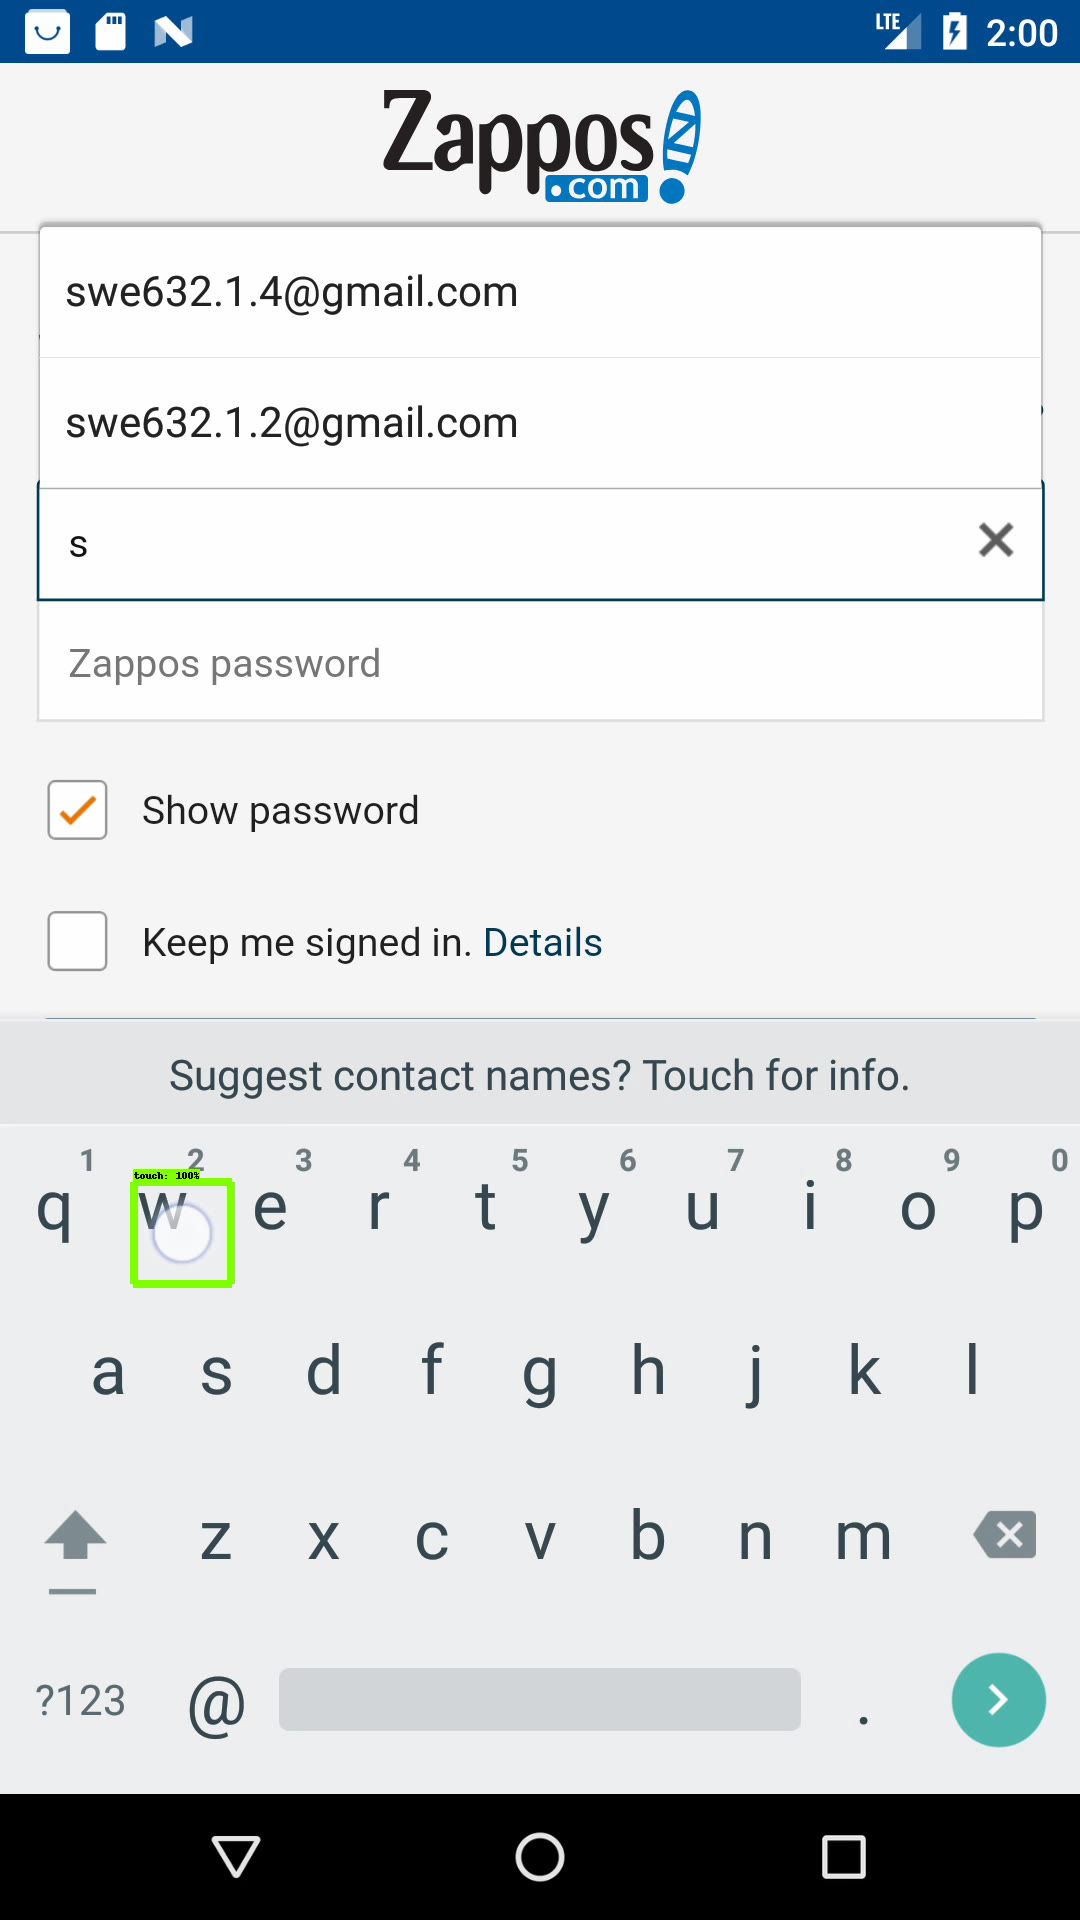 LTE 2:00
Zappos
.com
swe632.1.4@gmail.com
swe632.1.2@gmail.com
s
Zappos password
Show password
Keep me signed in. Details
Suggest contact names? Touch for info.
1 2 3 4 5 6 7 8 9 0
touch: 100%
q w e r t y u i o p
a s d f g h j k l
z x c v b n m
?123 @ .